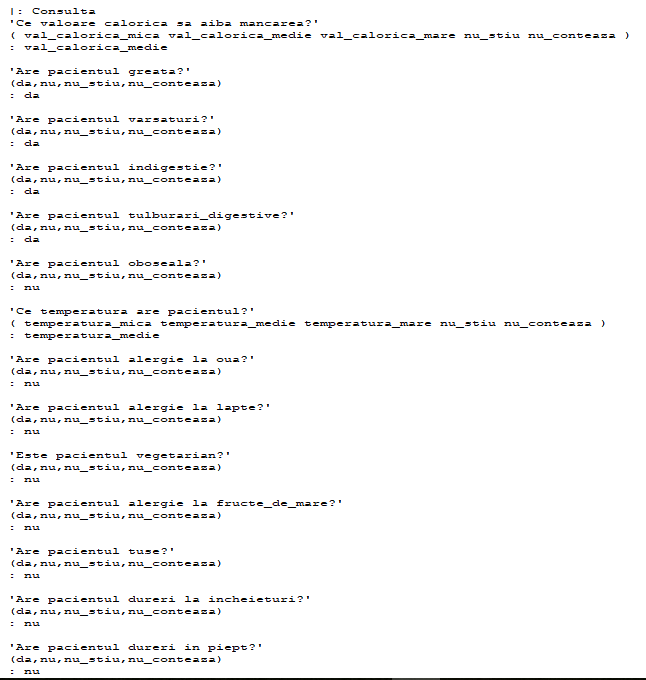 |: Consulta
'Ce valoare calorica sa aiba mancarea?'
( val_calorica_mica val_calorica_medie val_calorica_mare nu_stiu nu_conteaza )
: val_calorica_medie
'Are pacientul greata?'
(da,nu,nu_stiu,nu_conteaza)
: da
'Are pacientul varsaturi?'
(da,nu,nu_stiu,nu_conteaza)
: da
'Are pacientul indigestie?'
(da,nu,nu_stiu,nu_conteaza)
: da
'Are pacientul tulburari_digestive?'
(da,nu,nu_stiu,nu_conteaza)
: da
'Are pacientul oboseala?'
(da,nu,nu_stiu,nu_conteaza)
: nu
'Ce temperatura are pacientul?'
( temperatura_mica temperatura_medie temperatura_mare nu_stiu nu_conteaza )
: temperatura_medie
'Are pacientul alergie la oua?'
(da,nu,nu_stiu,nu_conteaza)
: nu
'Are pacientul alergie la lapte?'
(da,nu,nu_stiu,nu_conteaza)
: nu
'Este pacientul vegetarian?'
(da,nu,nu_stiu,nu_conteaza)
: nu
'Are pacientul alergie la fructe_de_mare?'
(da,nu,nu_stiu,nu_conteaza)
: nu
'Are pacientul tuse?'
(da,nu,nu_stiu,nu_conteaza)
: nu
'Are pacientul dureri la incheieturi?'
(da,nu,nu_stiu,nu_conteaza)
: nu
'Are pacientul dureri in piept?'
(da,nu,nu_stiu,nu_conteaza)
: nu